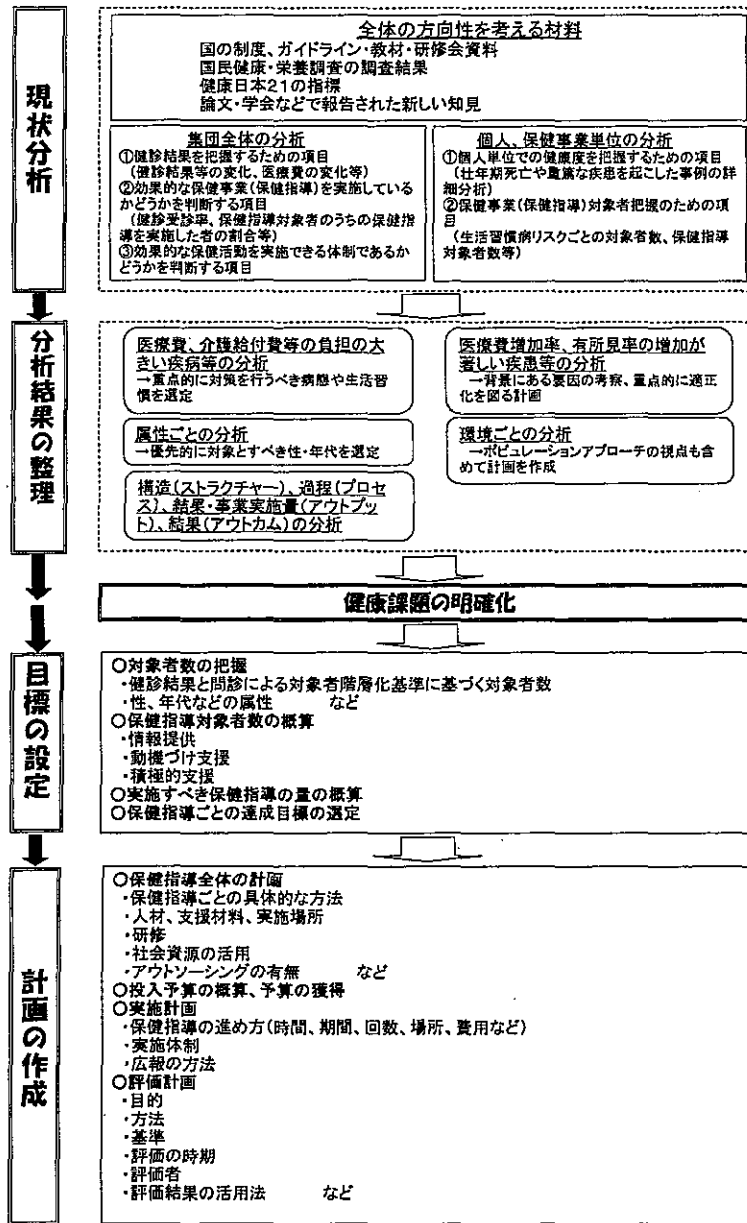 現状分析
全体の方向性を考える材料
国の制度、ガイドライン・教材・研修会資料
国民健康・栄養調査の調査結果
健康日本21の指標
論文・学会などで報告された新しい知見
集団全体の分析
①健診結果を把握するための項目
(健診結果等の変化、医療費の変化等)
②効果的な保健事業(保健指導)を実施しているア
かどうかを判断する項目
(健診受診率、保健指導対象者のうちの保健指
導を実施した者の割合等)
③効果的な保健活動を実施できる体制であるか
どうかを判断する項目
個人、保健事業単位の分析
①個人単位での健康度を把握するための項目
(壮年期死亡や重篤な疾患を起こした事例の詳
細分析)
②保健事業(保健指導)対象者把握のための項
目
(生活習慣病リスクごとの対象者数、保健指導
対象者数等)
分析結果の整理
医療費、介護給付費等の負担の大
きい疾病等の分析
→重点的に対策を行うべき病態や生活習
慣を選定
医療費増加率、有所見率の増加が
著しい疾患等の分析
→背景にある要因の考察、重点的に適正
化を図る計画
属性ごとの分析
→優先的に対象とすべき性・年代を選定
環境ごとの分析
→ポピュレーションアプローチの視点も含
めて計画を作成
構造(ストラクチャー)、過程(プロセ
ス)、結果・事業実施量(アウトプッ
ト)、結果(アウトカム)の分析
健康課題の明確化
目標の設定
○対象者数の把握
・健診結果と問診による対象者階層化基準に基づく対象者数
・性、年代などの属性 など
○保健指導対象者数の概算
・情報提供
・動機づけ支援
・積極的支援
○実施すべき保健指導の量の概算
○保健指導ごとの達成目標の選定
計画の作成
○保健指導全体の計画
・保健指導ごとの具体的な方法
・人材、支援材料、実施場所
・研修
・社会資源の活用
・アウトソーシングの有無 など
○投入予算の概算、予算の獲得
○実施計画
・保健指導の進め方(時間、期間、回数、場所、費用など)
・実施体制
・広報の方法
○評価計画
・目的
・方法
・基準
・評価の時期
・評価者
・評価結果の活用法 など